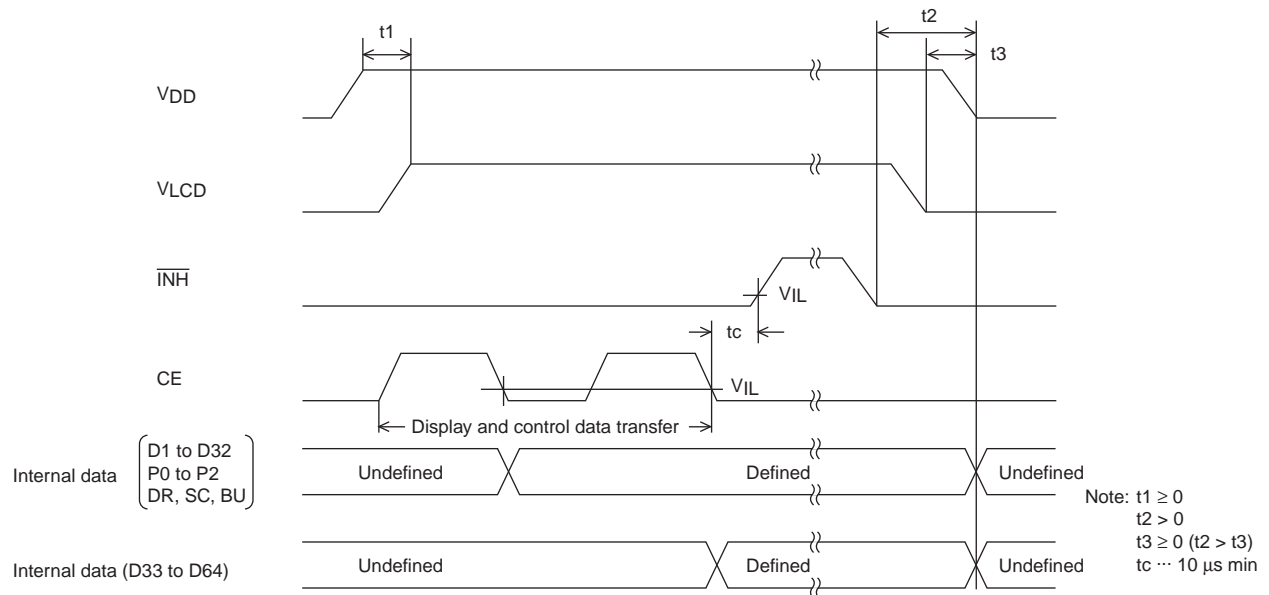 t1
t2
t3
VDD
VLCD
INH
VIL
tc
CE
VIL
Display and control data transfer
Internal data
D1 to D32
P0 to P2
DR, SC, BU
Undefined
Defined
Undefined
Internal data (D33 to D64)
Undefined
Defined
Undefined
Note: t1 ≥ 0
t2 > 0
t3 ≥ 0 (t2 > t3)
tc ··· 10 μs min